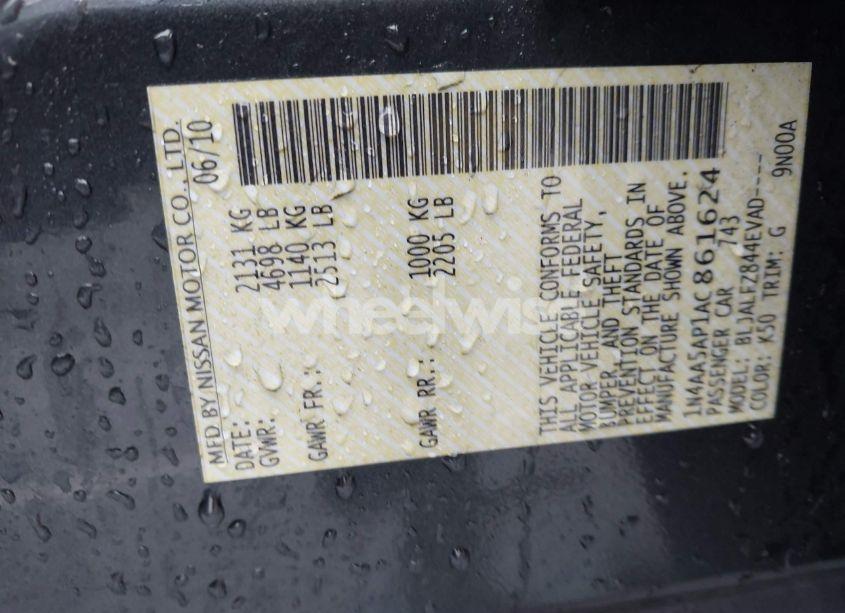 MFD BY NISSAN MOTOR CO., LTD.
DATE: 06/10
GVWR: 2131 KG
4698 LB
GAWR FR.: 1140 KG
2513 LB
GAWR RR.: 1000 KG
2205 LB
THIS VEHICLE CONFORMS TO
ALL APPLICABLE FEDERAL
MOTOR VEHICLE SAFETY,
BUMPER, AND THEFT
PREVENTION STANDARDS IN
EFFECT ON THE DATE OF
MANUFACTURE SHOWN ABOVE.
1N4AA5AP1AC861624
PASSENGER CAR 743
MODEL: BLJALFZ844EVAD----
COLOR: K50 TRIM: G 9N00A
wheelwise